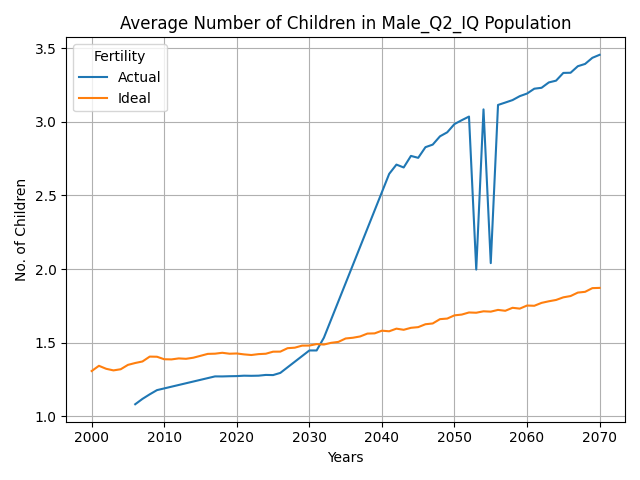 Average Number of Children in Male_Q2_IQ Population
Fertility
Actual
Ideal
3.5
3.0
2.5
2.0
1.5
1.0
No. of Children
2000 2010 2020 2030 2040 2050 2060 2070
Years